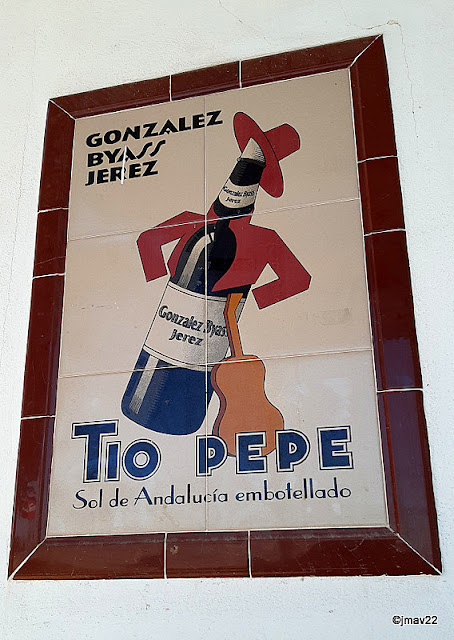 GONZALEZ
BYASS
JEREZ
Gonzalez Byass
Jerez
Gonzalez Byass
Jerez
TIO PEPE
Sol de Andalucía embotellado
©jmav22